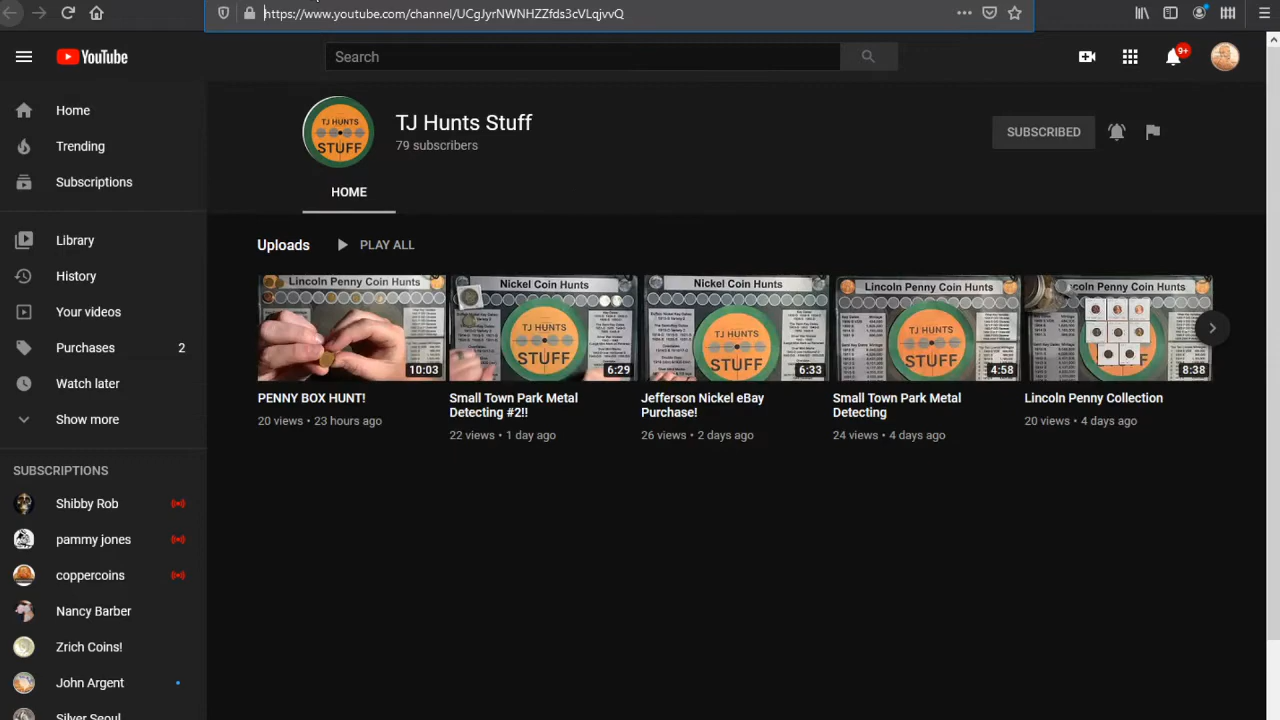 https://www.youtube.com/channel/UCgJyrNWNHZZfds3cVLqjvvQ
YouTube
Search
9+
Home
Trending
Subscriptions
Library
History
Your videos
Purchases 2
Watch later
Show more
SUBSCRIPTIONS
Shibby Rob
pammy jones
coppercoins
Nancy Barber
Zrich Coins!
John Argent
Silver Seoul
TJ HUNTS
STUFF
TJ Hunts Stuff
79 subscribers
SUBSCRIBED
HOME
Uploads PLAY ALL
Lincoln Penny Coin Hunts
10:03
PENNY BOX HUNT!
20 views • 23 hours ago
Nickel Coin Hunts
TJ HUNTS
STUFF
6:29
Small Town Park Metal
Detecting #2!!
22 views • 1 day ago
Nickel Coin Hunts
TJ HUNTS
STUFF
6:33
Jefferson Nickel eBay
Purchase!
26 views • 2 days ago
Lincoln Penny Coin Hunts
TJ HUNTS
STUFF
4:58
Small Town Park Metal
Detecting
24 views • 4 days ago
Penny Coin Hunts
8:38
Lincoln Penny Collection
20 views • 4 days ago